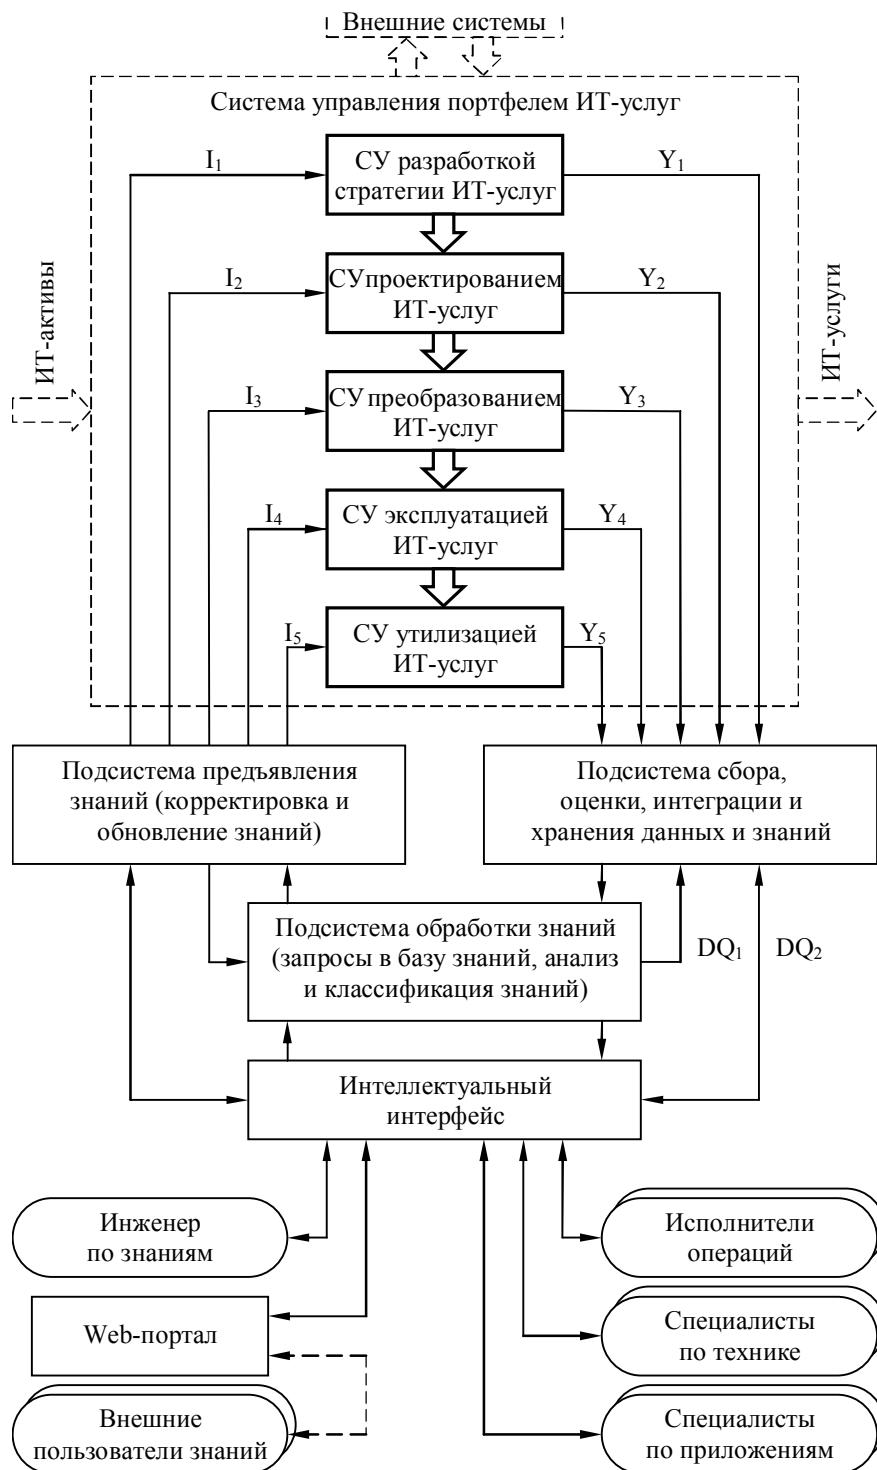 Внешние системы
Система управления портфелем ИТ-услуг
I1
СУ разработкой
стратегии ИТ-услуг
Y1
I2
СУ проектированием
ИТ-услуг
Y2
ИТ-активы
ИТ-услуги
I3
СУ преобразованием
ИТ-услуг
Y3
I4
СУ эксплуатацией
ИТ-услуг
Y4
I5
СУ утилизацией
ИТ-услуг
Y5
Подсистема предъявления
знаний (корректировка и
обновление знаний)
Подсистема сбора,
оценки, интеграции и
хранения данных и знаний
Подсистема обработки знаний
(запросы в базу знаний, анализ
и классификация знаний)
DQ1
DQ2
Интеллектуальный
интерфейс
Инженер
по знаниям
Исполнители
операций
Web-портал
Специалисты
по технике
Внешние
пользователи знаний
Специалисты
по приложениям